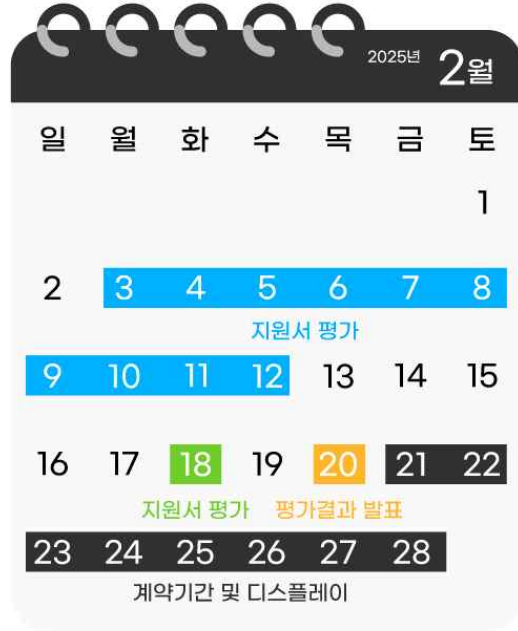 2025년 2월
일 월 화 수 목 금 토
1
2 3 4 5 6 7 8
지원서 평가
9 10 11 12 13 14 15
16 17 18 19 20 21 22
지원서 평가 평가결과 발표
23 24 25 26 27 28
계약기간 및 디스플레이